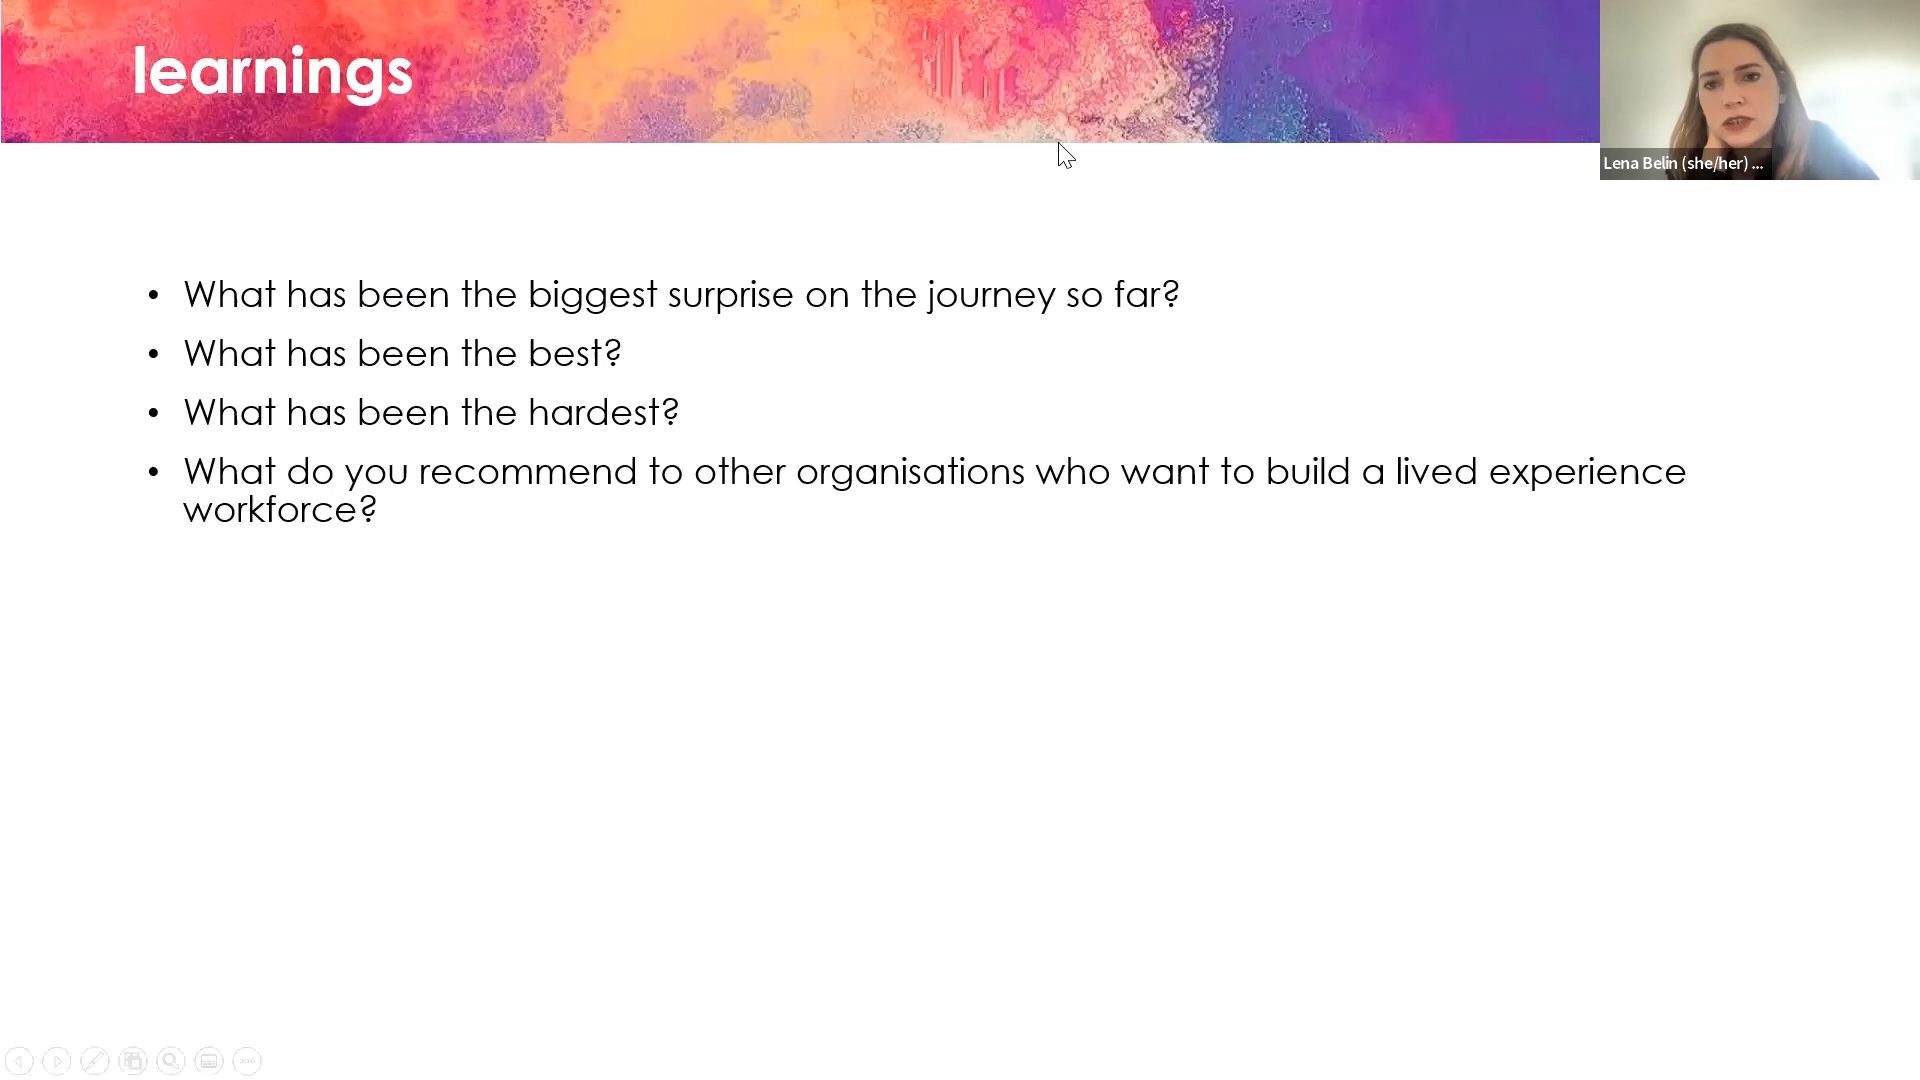 learnings
Lena Belin (she/her) ...
• What has been the biggest surprise on the journey so far?
• What has been the best?
• What has been the hardest?
• What do you recommend to other organisations who want to build a lived experience
workforce?